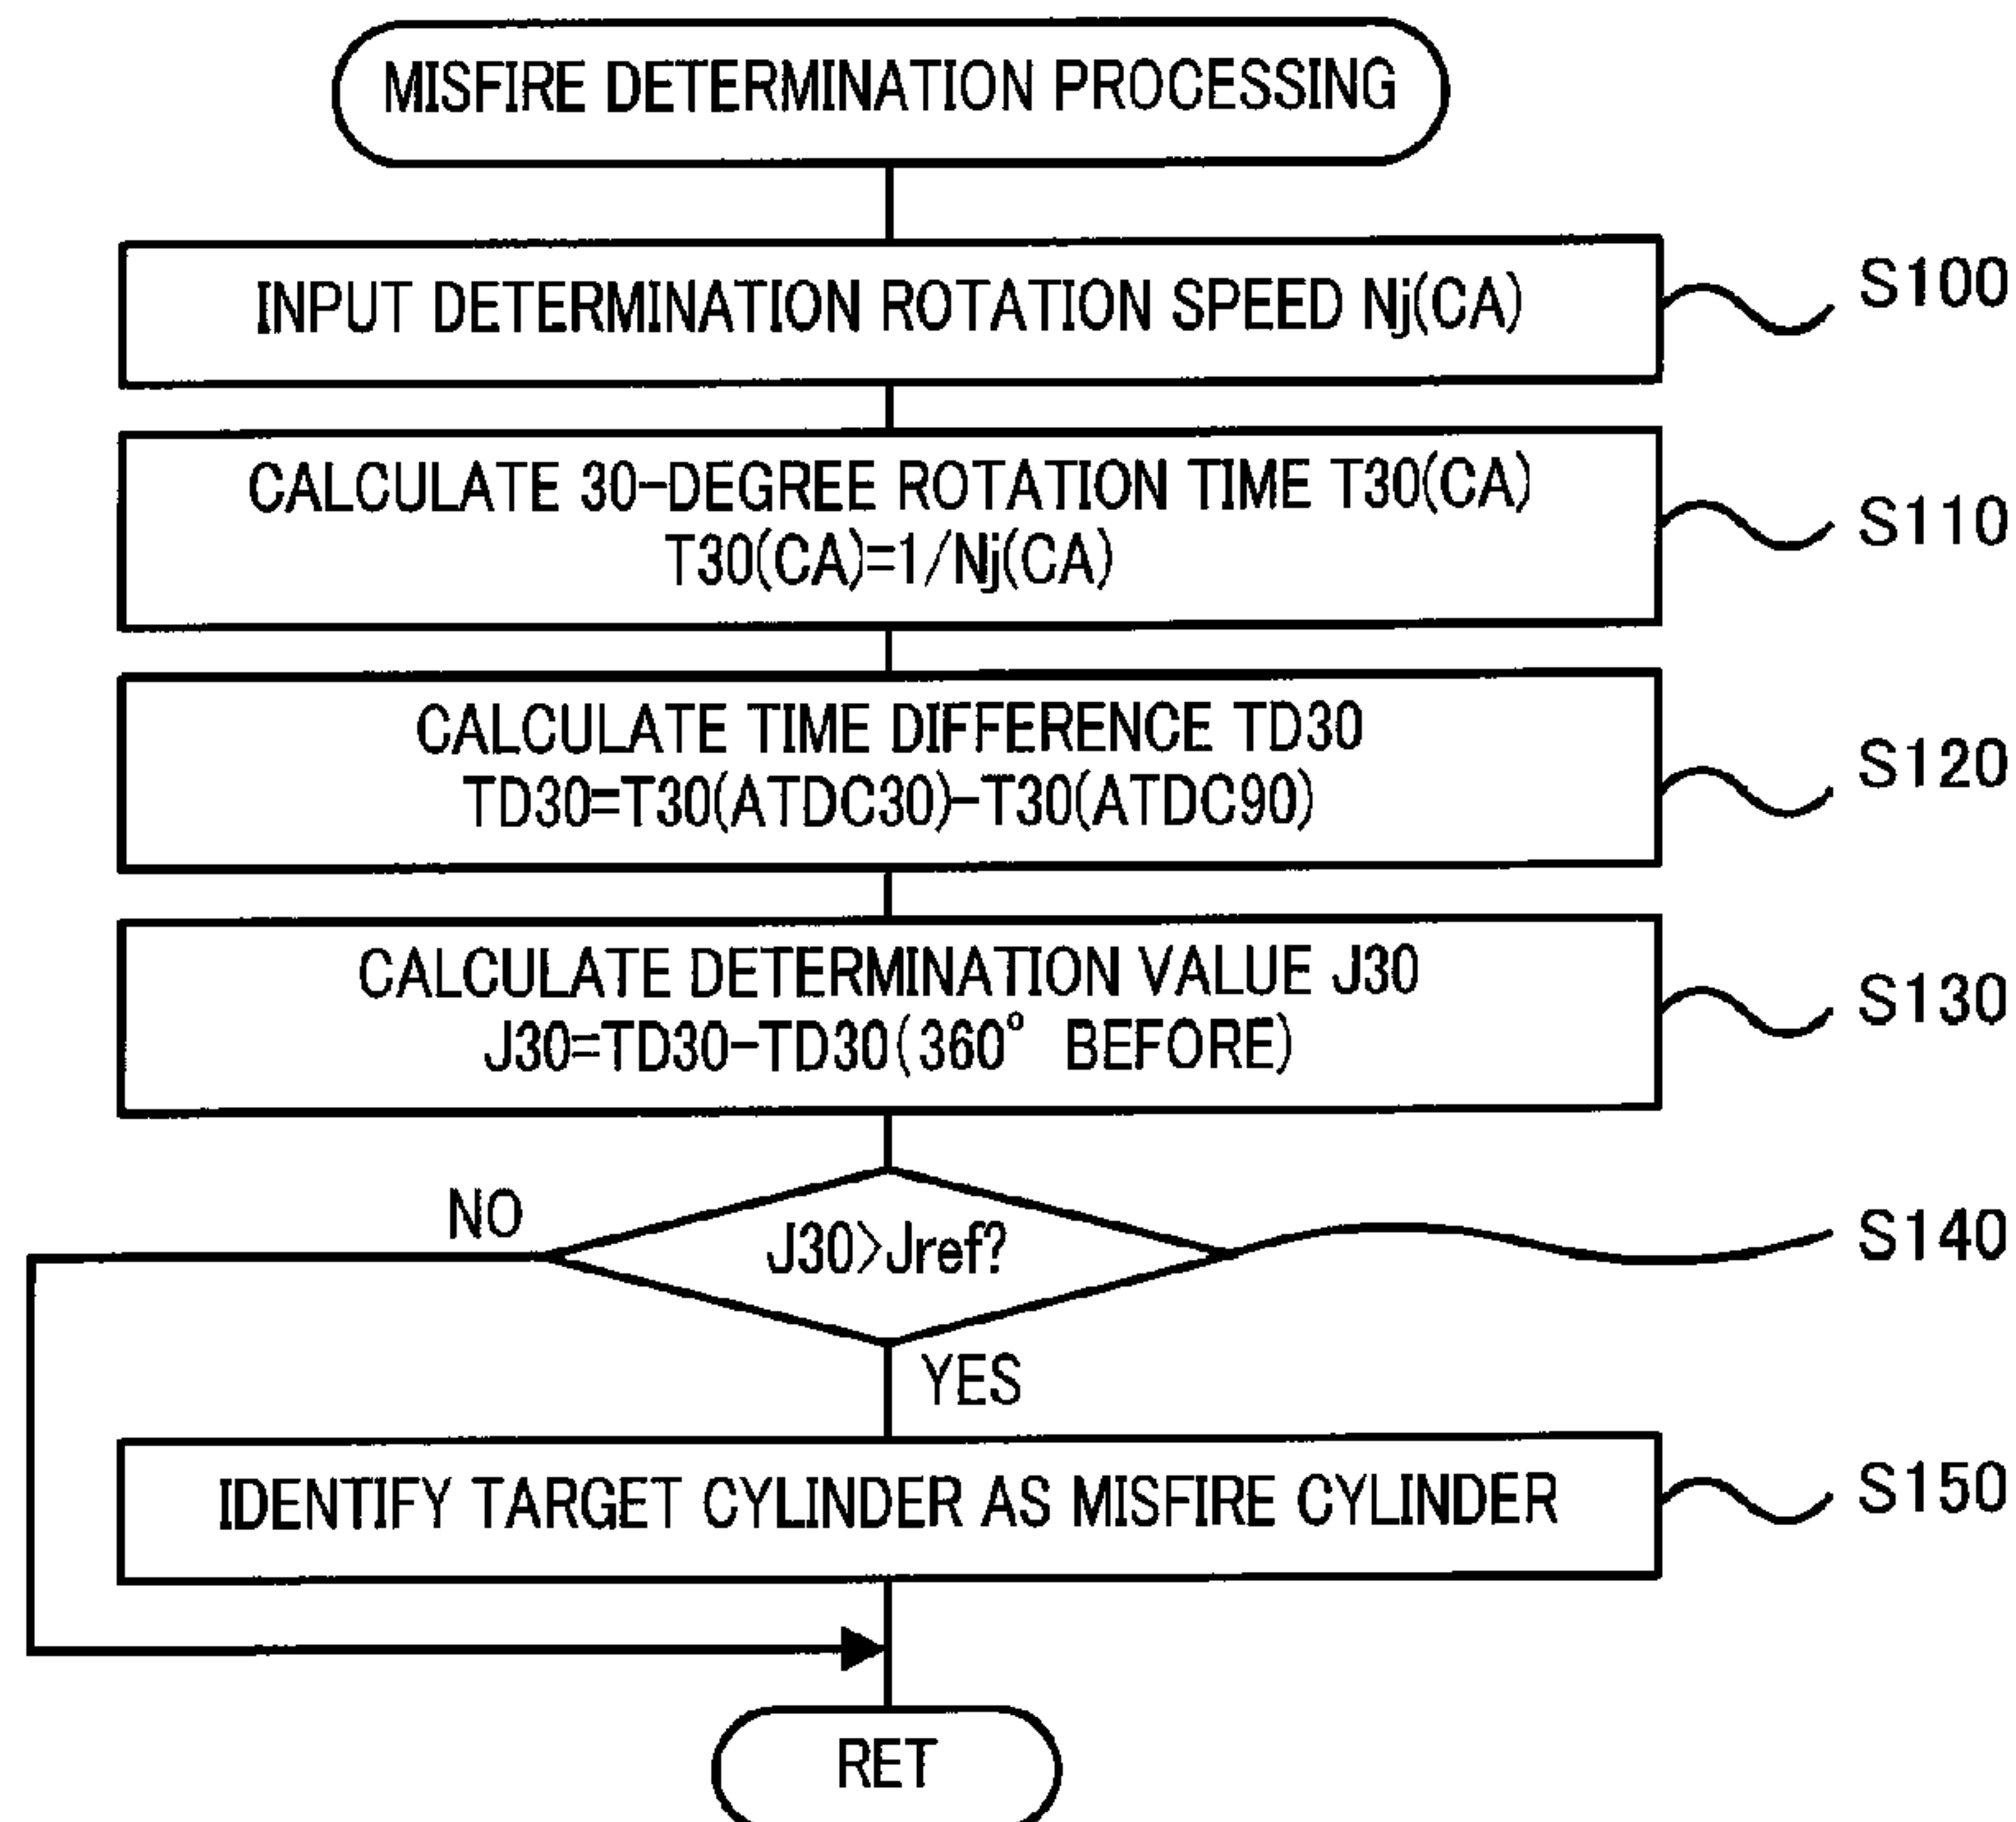 MISFIRE DETERMINATION PROCESSING
INPUT DETERMINATION ROTATION SPEED Nj(CA)
S100
CALCULATE 30-DEGREE ROTATION TIME T30(CA)
T30(CA)=1/Nj(CA)
S110
CALCULATE TIME DIFFERENCE TD30
TD30=T30(ATDC30)-T30(ATDC90)
S120
CALCULATE DETERMINATION VALUE J30
J30=TD30-TD30(360° BEFORE)
S130
NO
J30>Jref?
S140
YES
IDENTIFY TARGET CYLINDER AS MISFIRE CYLINDER
S150
RET